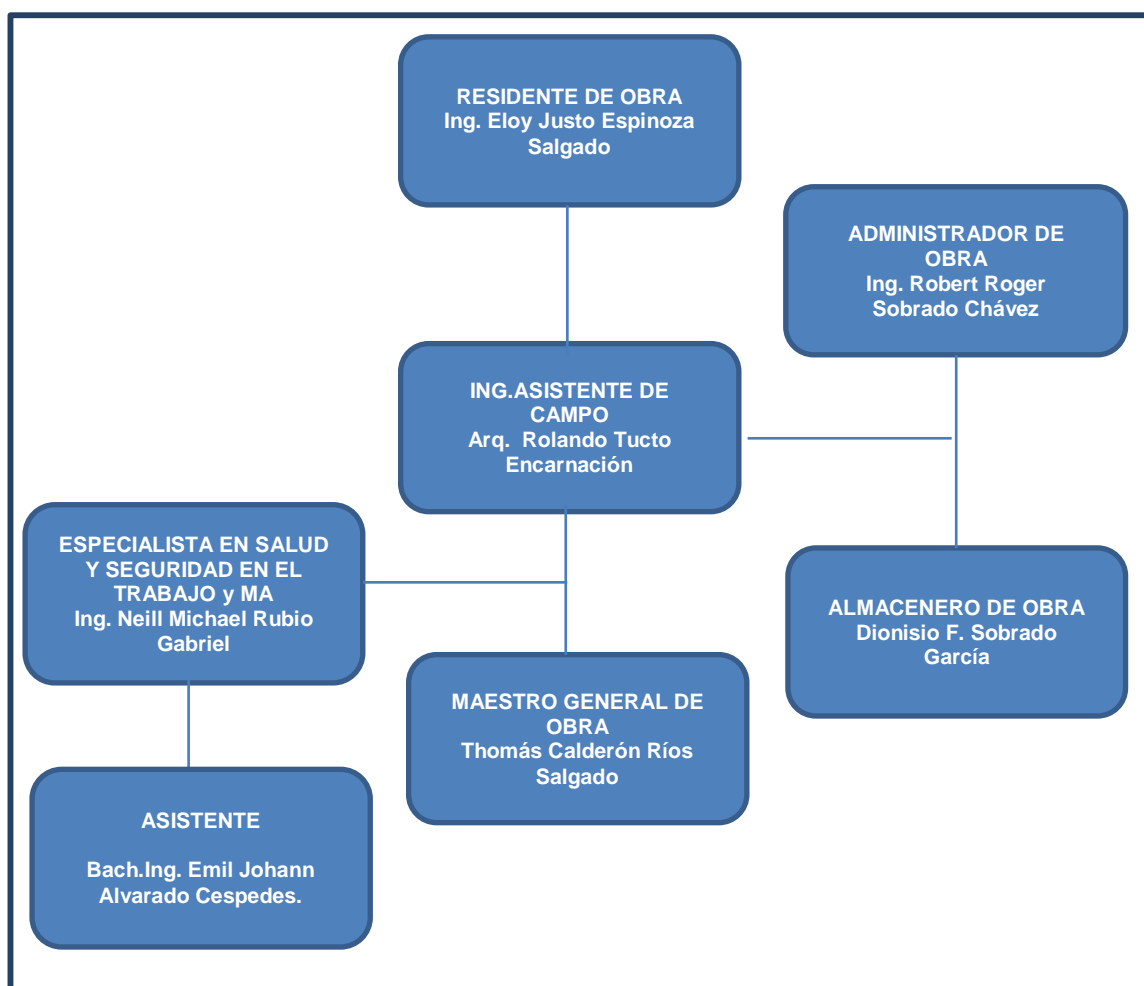 RESIDENTE DE OBRA
Ing. Eloy Justo Espinoza
Salgado
ADMINISTRADOR DE
OBRA
Ing. Robert Roger
Sobrado Chávez
ING.ASISTENTE DE
CAMPO
Arq. Rolando Tucto
Encarnación
ESPECIALISTA EN SALUD
Y SEGURIDAD EN EL
TRABAJO y MA
Ing. Neill Michael Rubio
Gabriel
ALMACENERO DE OBRA
Dionisio F. Sobrado
García
MAESTRO GENERAL DE
OBRA
Thomás Calderón Ríos
Salgado
ASISTENTE
Bach.Ing. Emil Johann
Alvarado Cespedes.